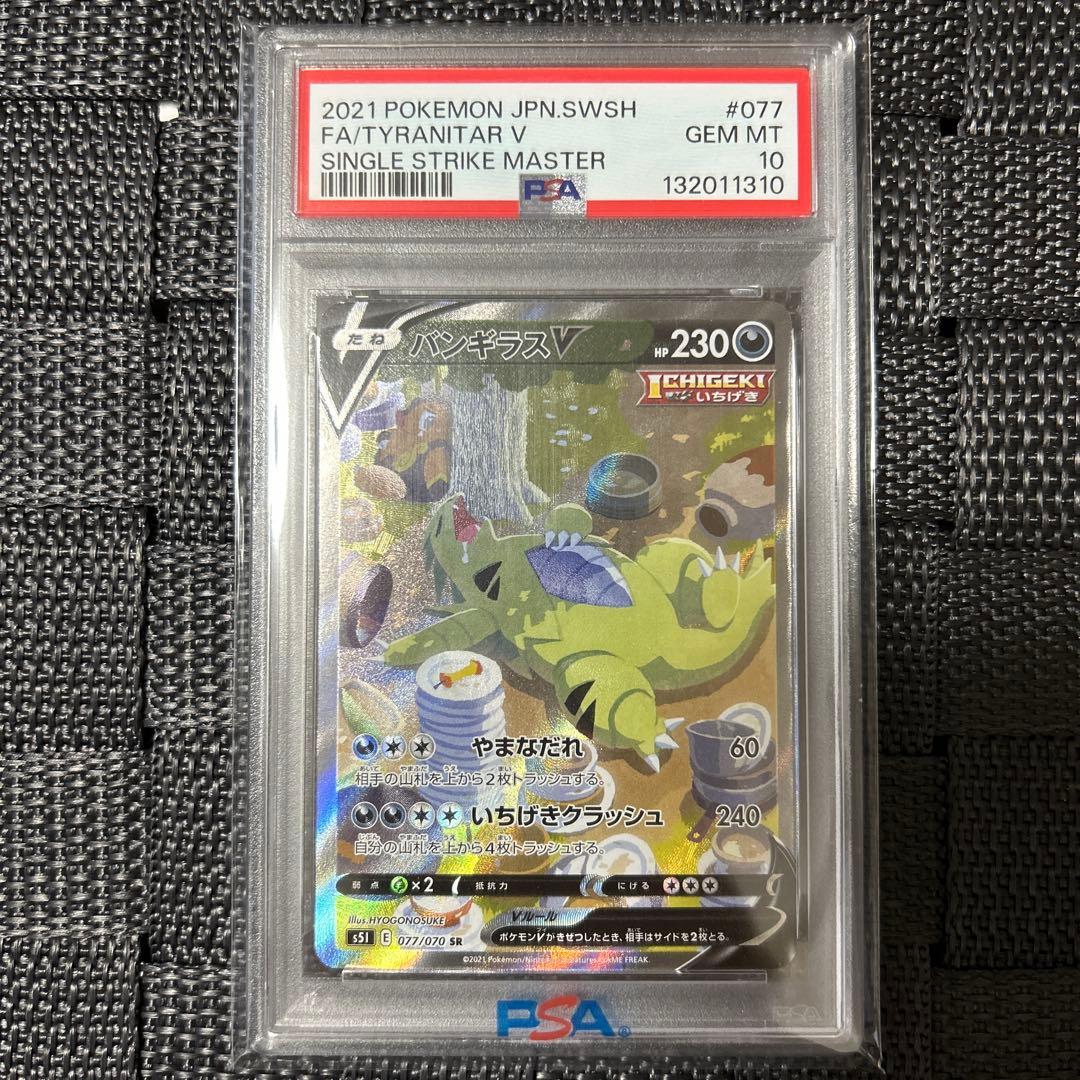 2021 POKEMON JPN.SWSH #077
FA/TYRANITAR V GEM MT
SINGLE STRIKE MASTER 10
PSA 132011310
たね バンギラスV HP 230
ICHIGEKI
いちげき
やまなだれ 60
相手の山札を上から2枚トラッシュする。
いちげきクラッシュ 240
自分の山札を上から4枚トラッシュする。
弱点 ×2 抵抗力 にげる
Illus. HYOGONOSUKE
Vルール
s5I E 077/070 SR
ポケモンVがきぜつしたとき、相手はサイドを2枚とる。
©2021 Pokémon/Nintendo/Creatures/GAME FREAK.
PSA®